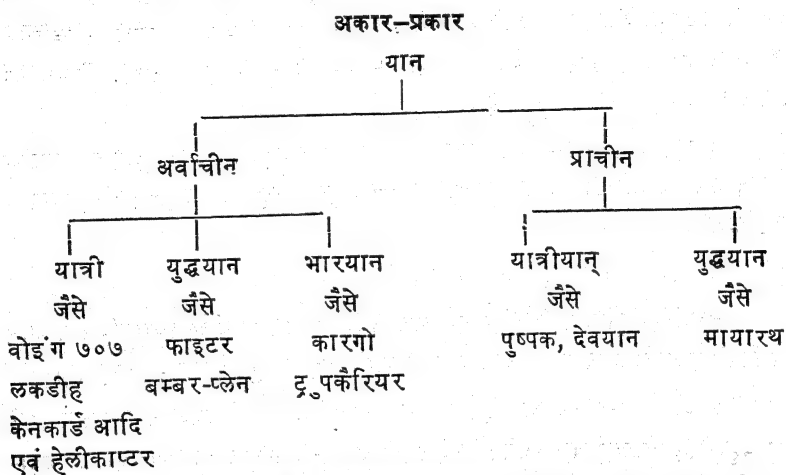 अकार–प्रकार
यान
अर्वाचीन प्राचीन
यात्री युद्धयान भारयान यात्रीयान् युद्धयान
जैसे जैसे जैसे जैसे जैसे
वोइंग ७०७ फाइटर कारगो पुष्पक, देवयान मायारथ
लकडीह बम्बर-प्लेन ट्रुपकैरियर
केनकार्ड आदि
एवं हेलीकाप्टर